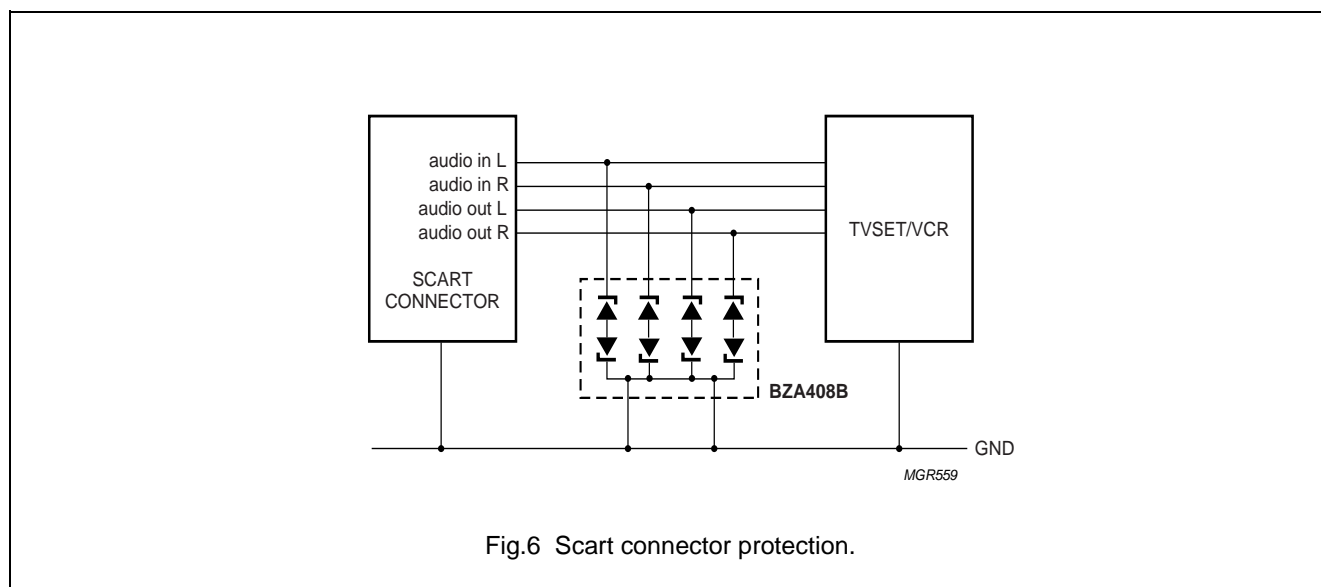 audio in L
audio in R
audio out L
audio out R
SCART
CONNECTOR
TVSET/VCR
BZA408B
GND
MGR559
Fig.6 Scart connector protection.